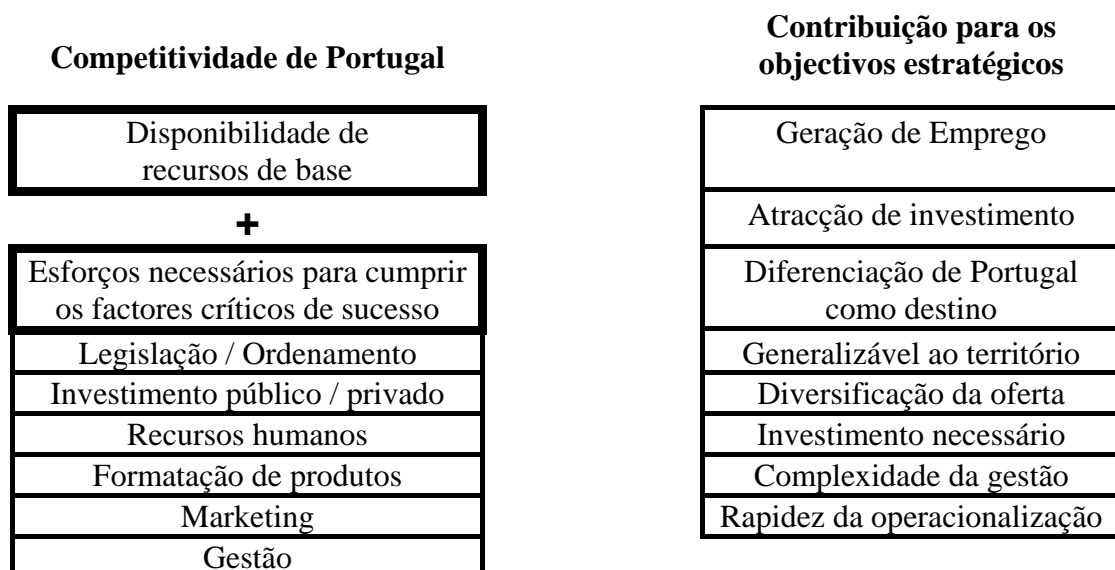 Competitividade de Portugal
Disponibilidade de
recursos de base
+
Esforços necessários para cumprir
os factores críticos de sucesso
Legislação / Ordenamento
Investimento público / privado
Recursos humanos
Formatação de produtos
Marketing
Gestão
Contribuição para os
objectivos estratégicos
Geração de Emprego
Atracção de investimento
Diferenciação de Portugal
como destino
Generalizável ao território
Diversificação da oferta
Investimento necessário
Complexidade da gestão
Rapidez da operacionalização